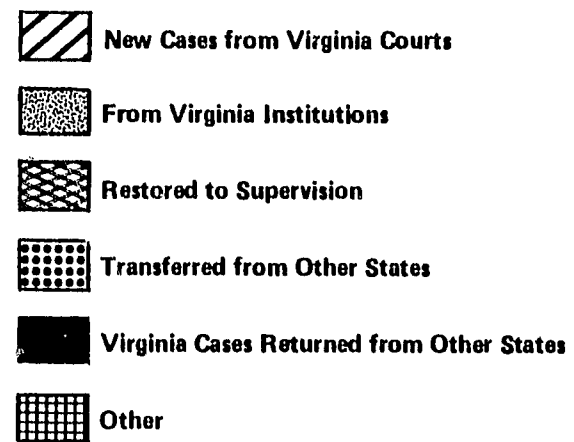 New Cases from Virginia Courts
From Virginia Institutions
Restored to Supervision
Transferred from Other States
Virginia Cases Returned from Other States
Other